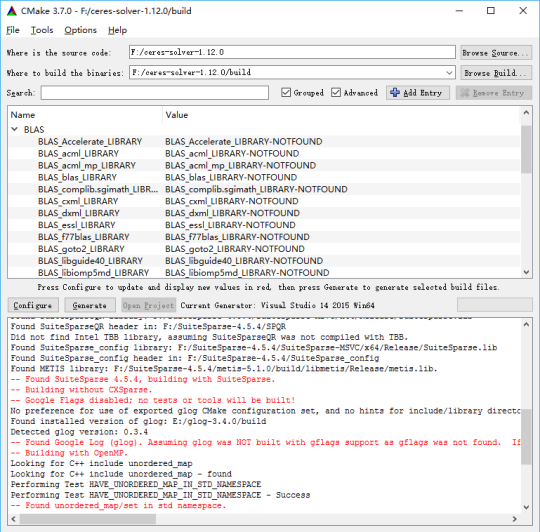 CMake 3.7.0 - F:/ceres-solver-1.12.0/build
File Tools Options Help
Where is the source code: F:/ceres-solver-1.12.0 Browse Source...
Where to build the binaries: F:/ceres-solver-1.12.0/build Browse Build...
Search: Grouped Advanced Add Entry Remove Entry
Name Value
BLAS
BLAS_Accelerate_LIBRARY BLAS_Accelerate_LIBRARY-NOTFOUND
BLAS_acml_LIBRARY BLAS_acml_LIBRARY-NOTFOUND
BLAS_acml_mp_LIBRARY BLAS_acml_mp_LIBRARY-NOTFOUND
BLAS_blas_LIBRARY BLAS_blas_LIBRARY-NOTFOUND
BLAS_complib.sgimath_LIBR... BLAS_complib.sgimath_LIBRARY-NOTFOUND
BLAS_cxml_LIBRARY BLAS_cxml_LIBRARY-NOTFOUND
BLAS_dxml_LIBRARY BLAS_dxml_LIBRARY-NOTFOUND
BLAS_essl_LIBRARY BLAS_essl_LIBRARY-NOTFOUND
BLAS_f77blas_LIBRARY BLAS_f77blas_LIBRARY-NOTFOUND
BLAS_goto2_LIBRARY BLAS_goto2_LIBRARY-NOTFOUND
BLAS_libguide40_LIBRARY BLAS_libguide40_LIBRARY-NOTFOUND
BLAS_libiomp5md_LIBRARY BLAS_libiomp5md_LIBRARY-NOTFOUND
Press Configure to update and display new values in red, then press Generate to generate selected build files.
Configure Generate Open Project Current Generator: Visual Studio 14 2015 Win64
Found SuiteSparseQR header in: F:/SuiteSparse-4.5.4/SPQR
Did not find Intel TBB library, assuming SuiteSparseQR was not compiled with TBB.
Found SuiteSparse_config library: F:/SuiteSparse-4.5.4/SuiteSparse-MSVC/x64/Release/SuiteSparse.lib
Found SuiteSparse_config header in: F:/SuiteSparse-4.5.4/SuiteSparse_config
Found METIS library: F:/SuiteSparse-4.5.4/metis-5.1.0/build/libmetis/Release/metis.lib.
-- Found SuiteSparse 4.5.4, building with SuiteSparse.
-- Building without CXSparse.
-- Google Flags disabled; no tests or tools will be built!
No preference for use of exported glog CMake configuration set, and no hints for include/library directo
Found installed version of glog: E:/glog-3.4.0/build
Detected glog version: 0.3.4
-- Found Google Log (glog). Assuming glog was NOT built with gflags support as gflags was not found. If
-- Building with OpenMP.
Looking for C++ include unordered_map
Looking for C++ include unordered_map - found
Performing Test HAVE_UNORDERED_MAP_IN_STD_NAMESPACE
Performing Test HAVE_UNORDERED_MAP_IN_STD_NAMESPACE - Success
-- Found unordered_map/set in std namespace.